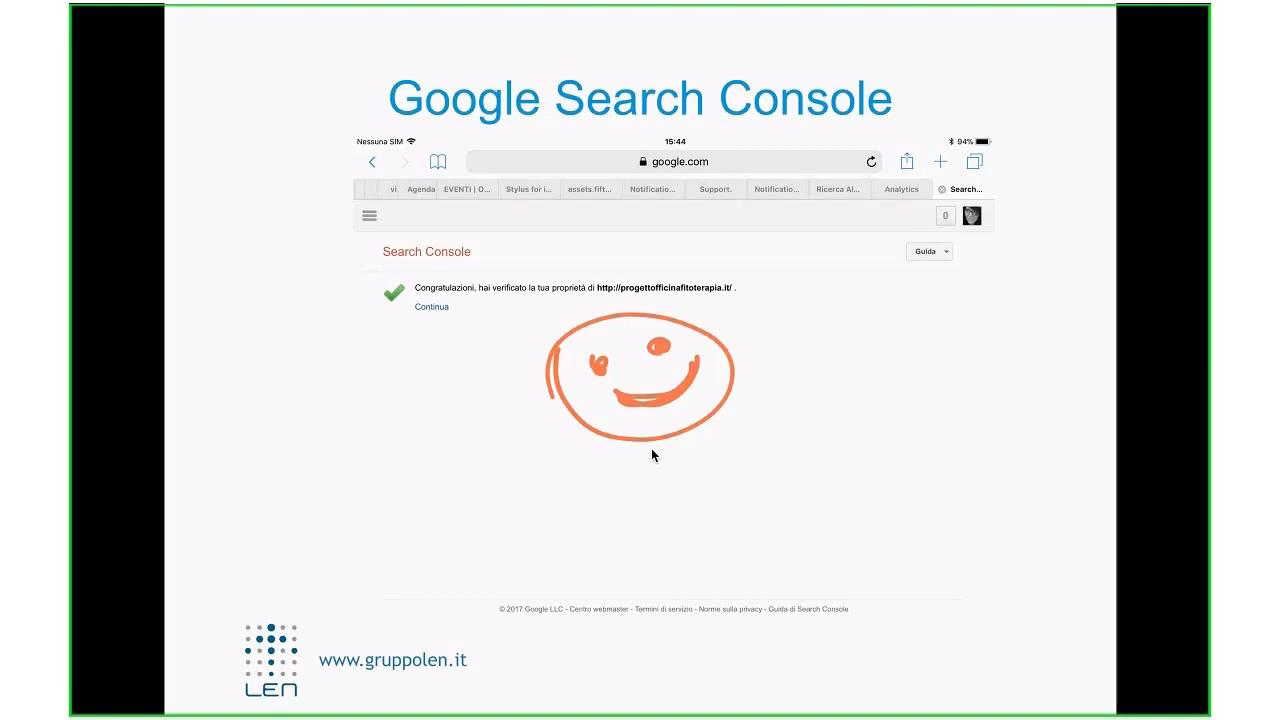 Google Search Console
Nessuna SIM 15:44 94%
google.com
vi Agenda EVENTI | O... Stylus for i... assets.fift... Notificatio... Support. Notificatio... Ricerca Al... Analytics Search...
0
Search Console Guida
Congratulazioni, hai verificato la tua proprietà di http://progettofficinafitoterapia.it/ .
Continua
© 2017 Google LLC - Centro webmaster - Termini di servizio - Norme sulla privacy - Guida di Search Console
www.gruppolen.it
LEN